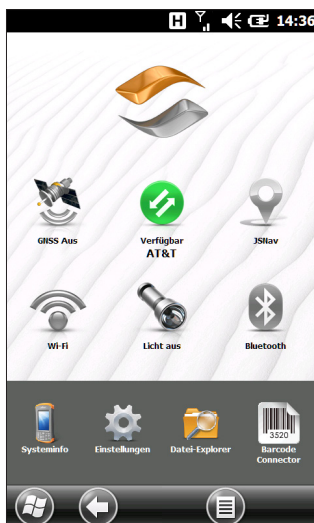 H 14:36
GNSS Aus
Verfügbar
AT&T
JSNav
Wi-Fi
Licht aus
Bluetooth
3520
Systeminfo
Einstellungen
Datei-Explorer
Barcode
Connector